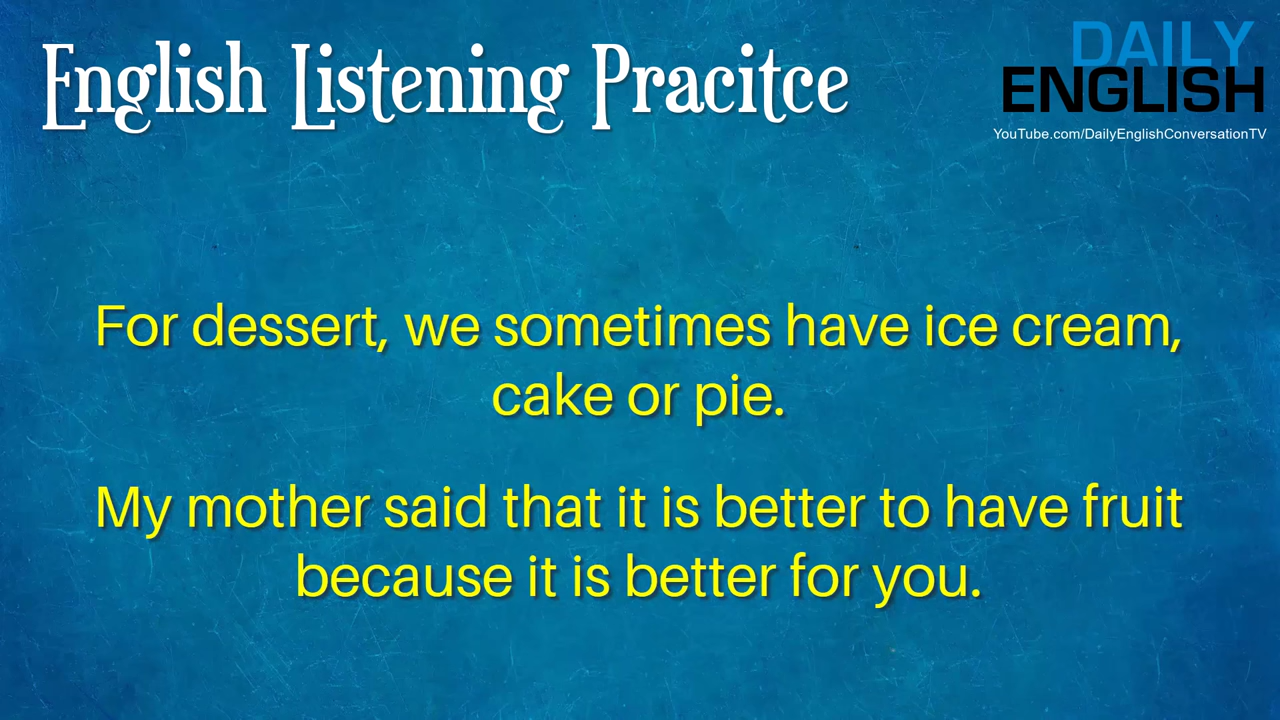 English Listening Pracitce
DAILY
ENGLISH
YouTube.com/DailyEnglishConversationTV
For dessert, we sometimes have ice cream,
cake or pie.
My mother said that it is better to have fruit
because it is better for you.